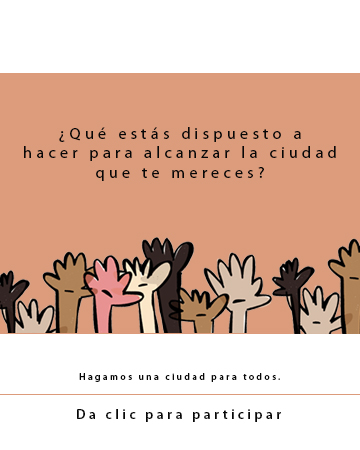 ¿Qué estás dispuesto a
hacer para alcanzar la ciudad
que te mereces?
Hagamos una ciudad para todos.
Da clic para participar